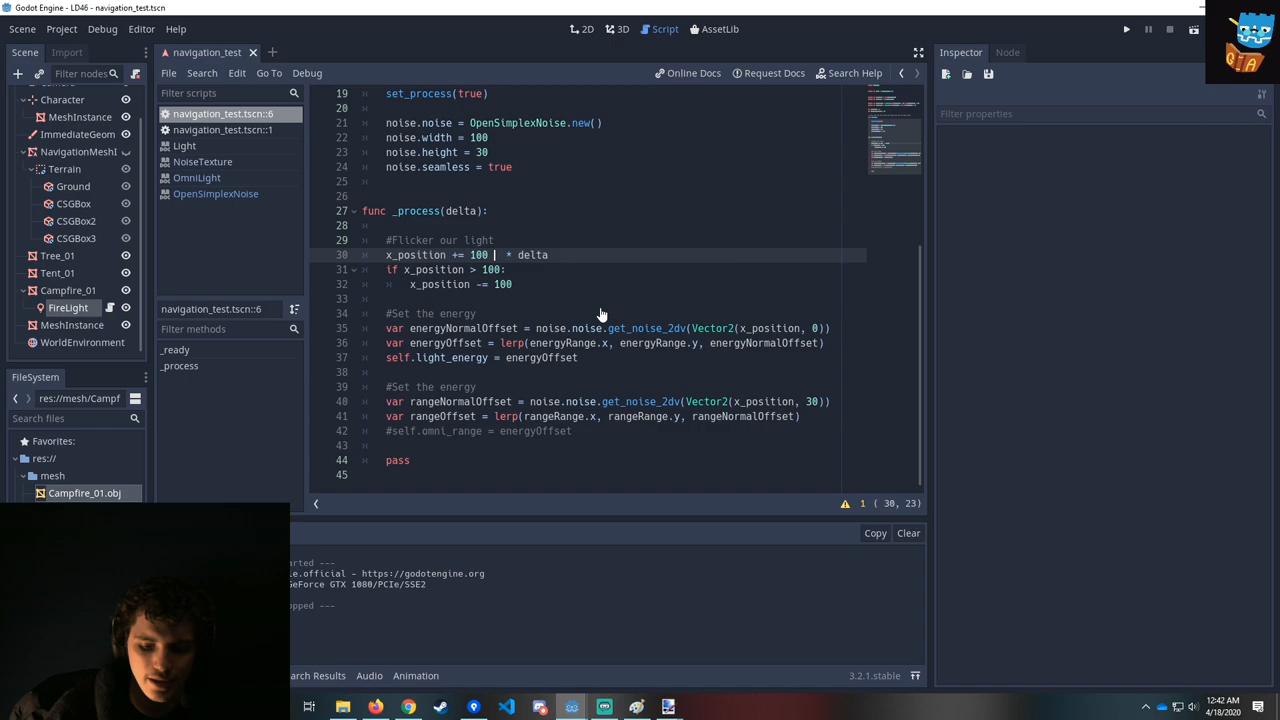 Godot Engine - LD46 - navigation_test.tscn
Scene Project Debug Editor Help
2D 3D Script AssetLib
Scene Import
Filter nodes
Character
MeshInstance
ImmediateGeom
NavigationMeshI
Terrain
Ground
CSGBox
CSGBox2
CSGBox3
Tree_01
Tent_01
Campfire_01
FireLight
MeshInstance
WorldEnvironment
FileSystem
res://mesh/Campf
Search files
Favorites:
res://
mesh
Campfire_01.obj
navigation_test
File Search Edit Go To Debug
Online Docs Request Docs Search Help
Filter scripts
navigation_test.tscn::6
navigation_test.tscn::1
Light
NoiseTexture
OmniLight
OpenSimplexNoise
navigation_test.tscn::6
Filter methods
_ready
_process
19 set_process(true)
20
21 noise.noise = OpenSimplexNoise.new()
22 noise.width = 100
23 noise.height = 30
24 noise.seamless = true
25
26
27 func _process(delta):
28
29 #Flicker our light
30 x_position += 100 * delta
31 if x_position > 100:
32 x_position -= 100
33
34 #Set the energy
35 var energyNormalOffset = noise.noise.get_noise_2dv(Vector2(x_position, 0))
36 var energyOffset = lerp(energyRange.x, energyRange.y, energyNormalOffset)
37 self.light_energy = energyOffset
38
39 #Set the energy
40 var rangeNormalOffset = noise.noise.get_noise_2dv(Vector2(x_position, 30))
41 var rangeOffset = lerp(rangeRange.x, rangeRange.y, rangeNormalOffset)
42 #self.omni_range = energyOffset
43
44 pass
45
1 ( 30, 23)
Copy Clear
arted ---
le.official - https://godotengine.org
GeForce GTX 1080/PCIe/SSE2
opped ---
arch Results Audio Animation
3.2.1.stable
Inspector Node
Filter properties
Q A
12:42 AM
4/18/2020